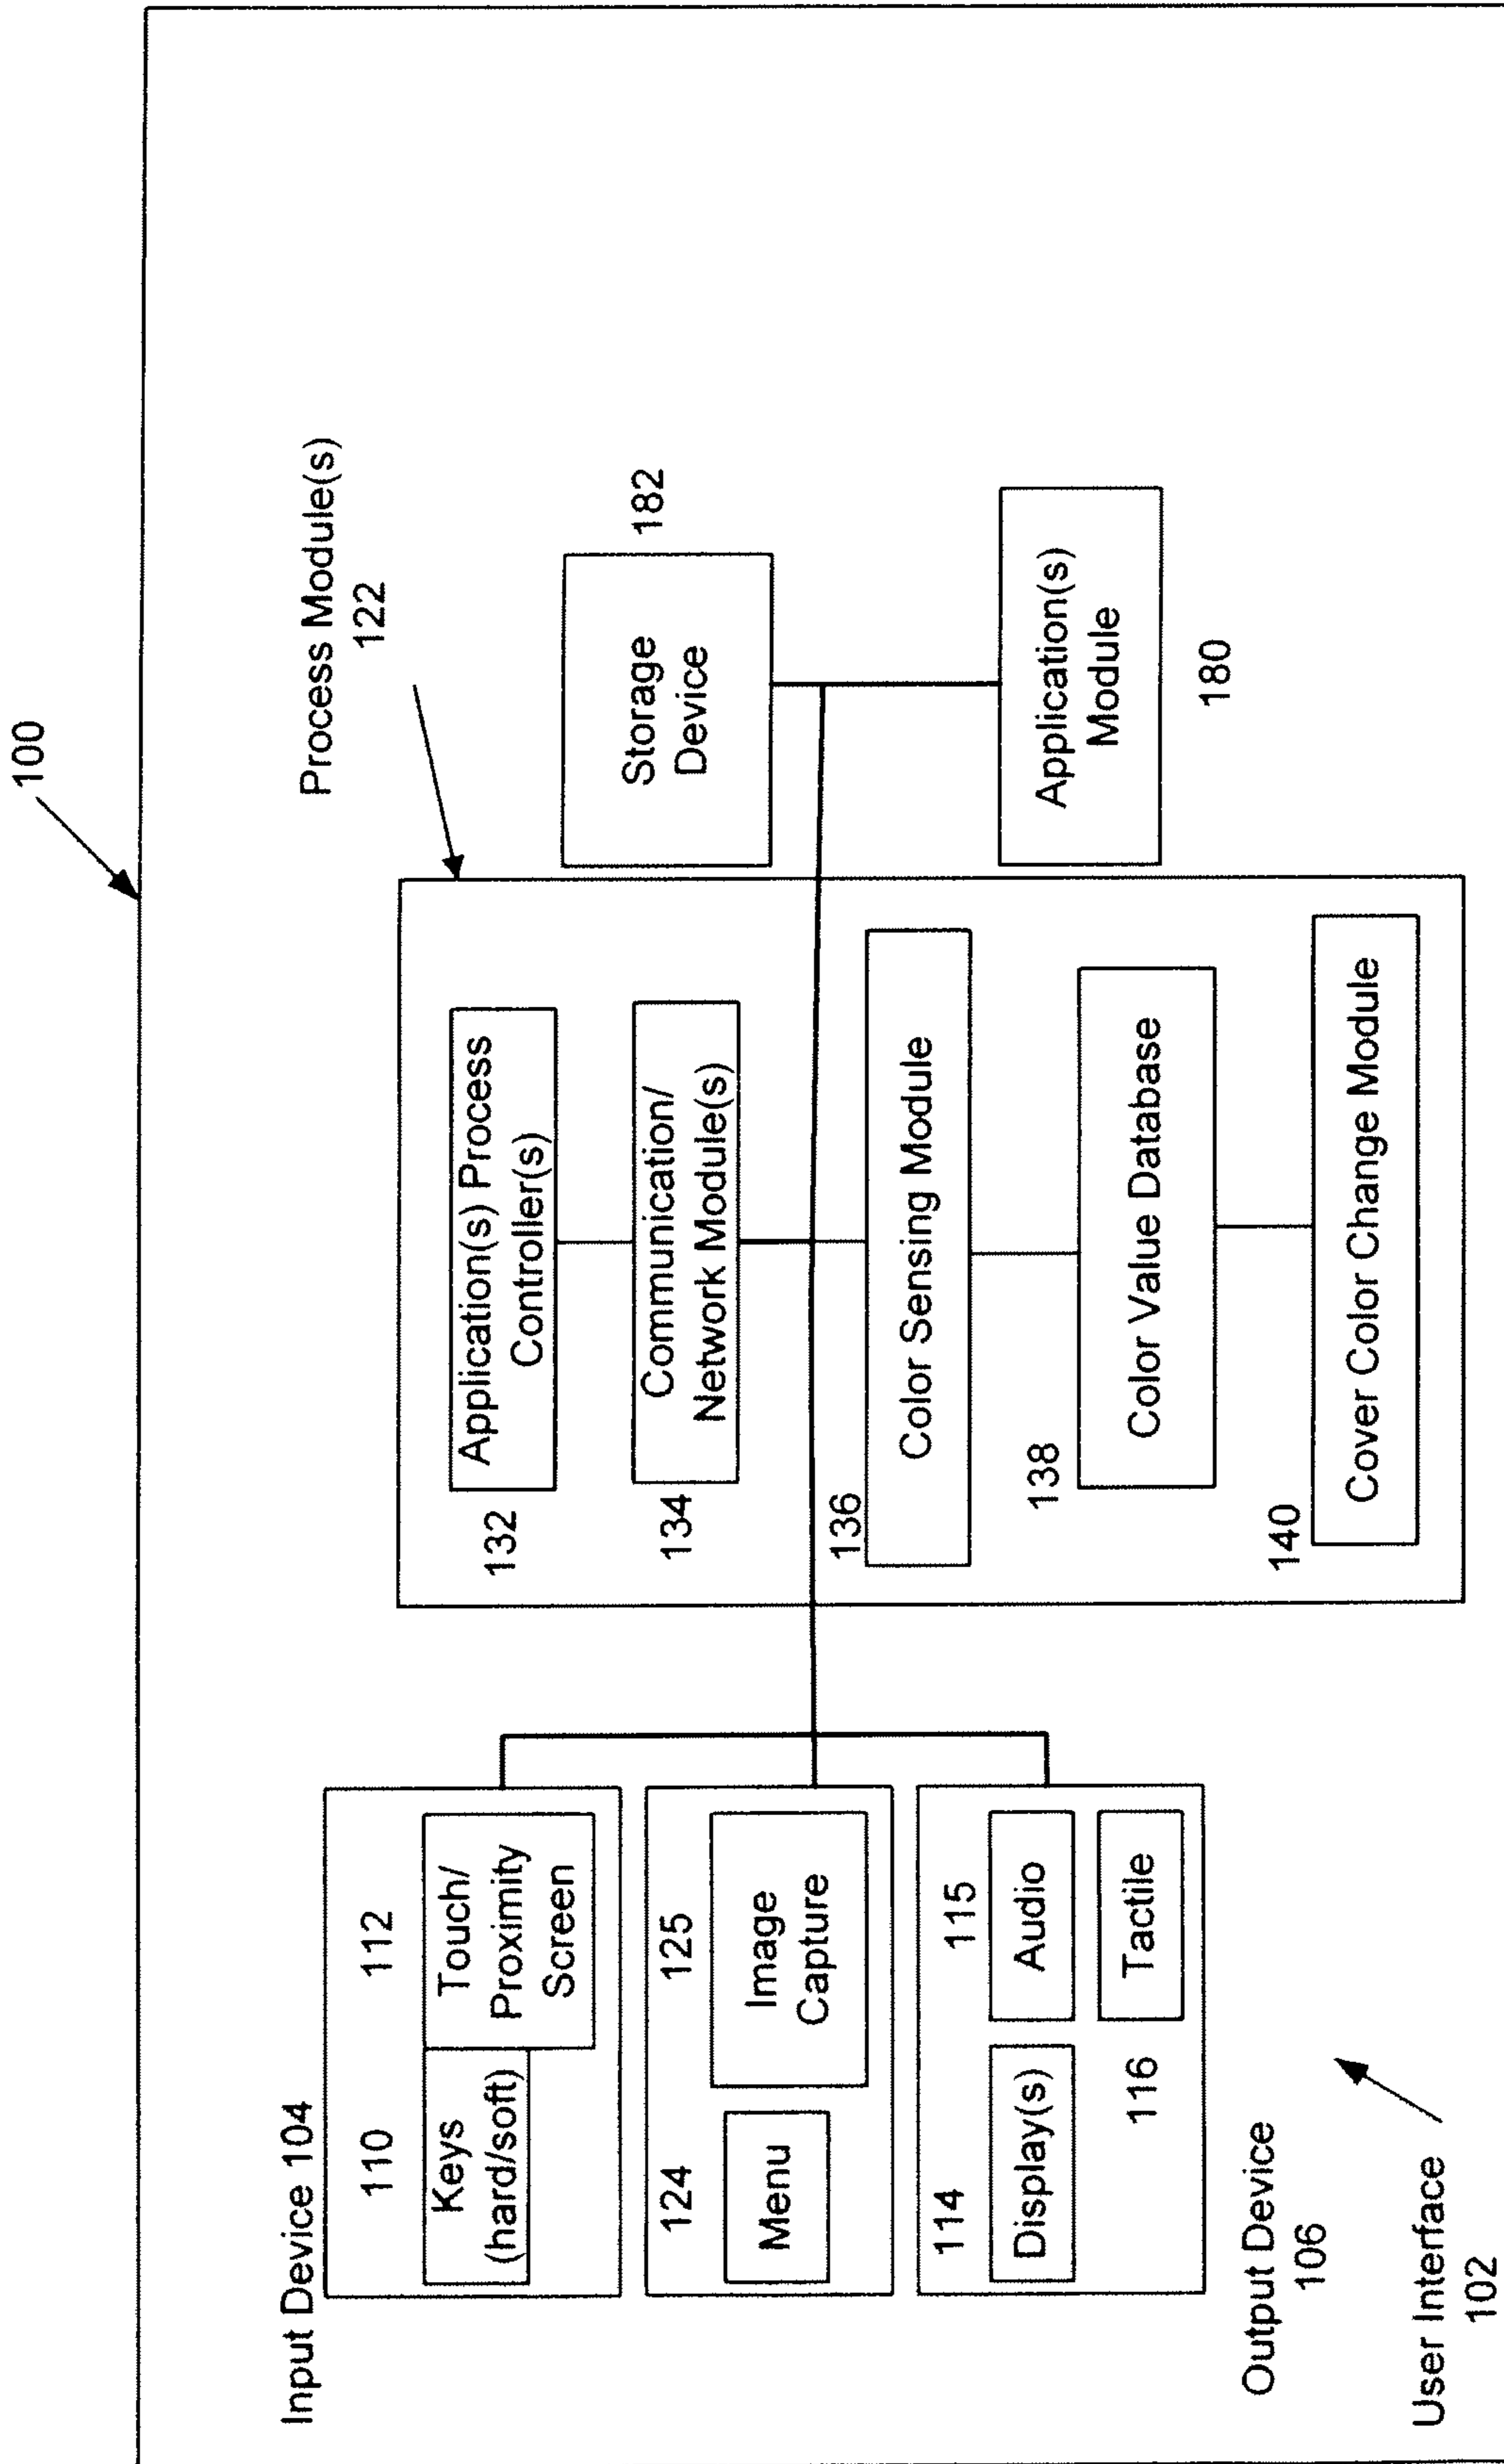 100
Process Module(s)
122
Input Device 104
110
112
Keys
(hard/soft)
Touch/
Proximity
Screen
124
125
Menu
Image
Capture
114
115
Display(s)
Audio
116
Tactile
Output Device
106
User Interface
102
132
Application(s) Process
Controller(s)
134
Communication/
Network Module(s)
136
Color Sensing Module
138
Color Value Database
140
Cover Color Change Module
Storage
Device
182
Application(s)
Module
180